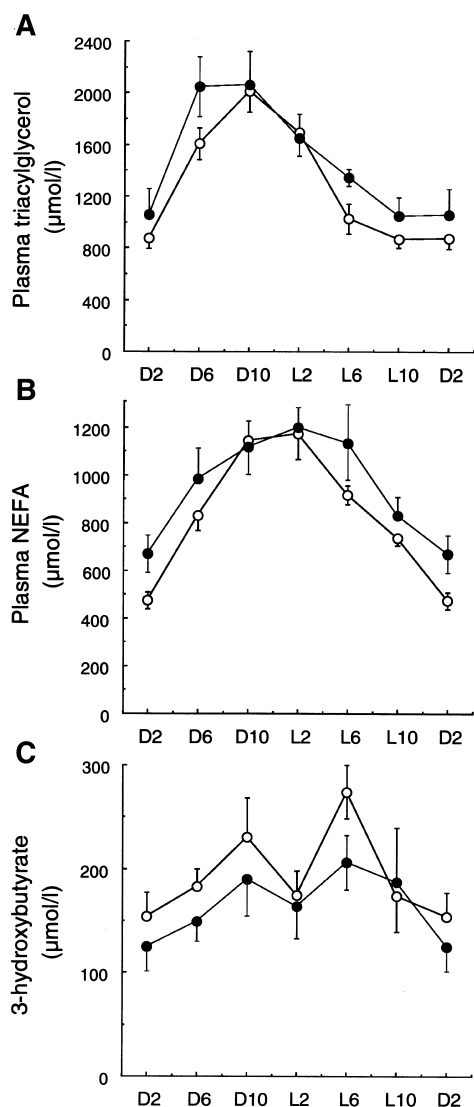 A
Plasma triacylglycerol
(µmol/l)
2400
2000
1600
1200
800
400
0
D2 D6 D10 L2 L6 L10 D2
B
Plasma NEFA
(µmol/l)
1200
1000
800
600
400
200
0
D2 D6 D10 L2 L6 L10 D2
C
3-hydroxybutyrate
(µmol/l)
300
200
100
0
D2 D6 D10 L2 L6 L10 D2